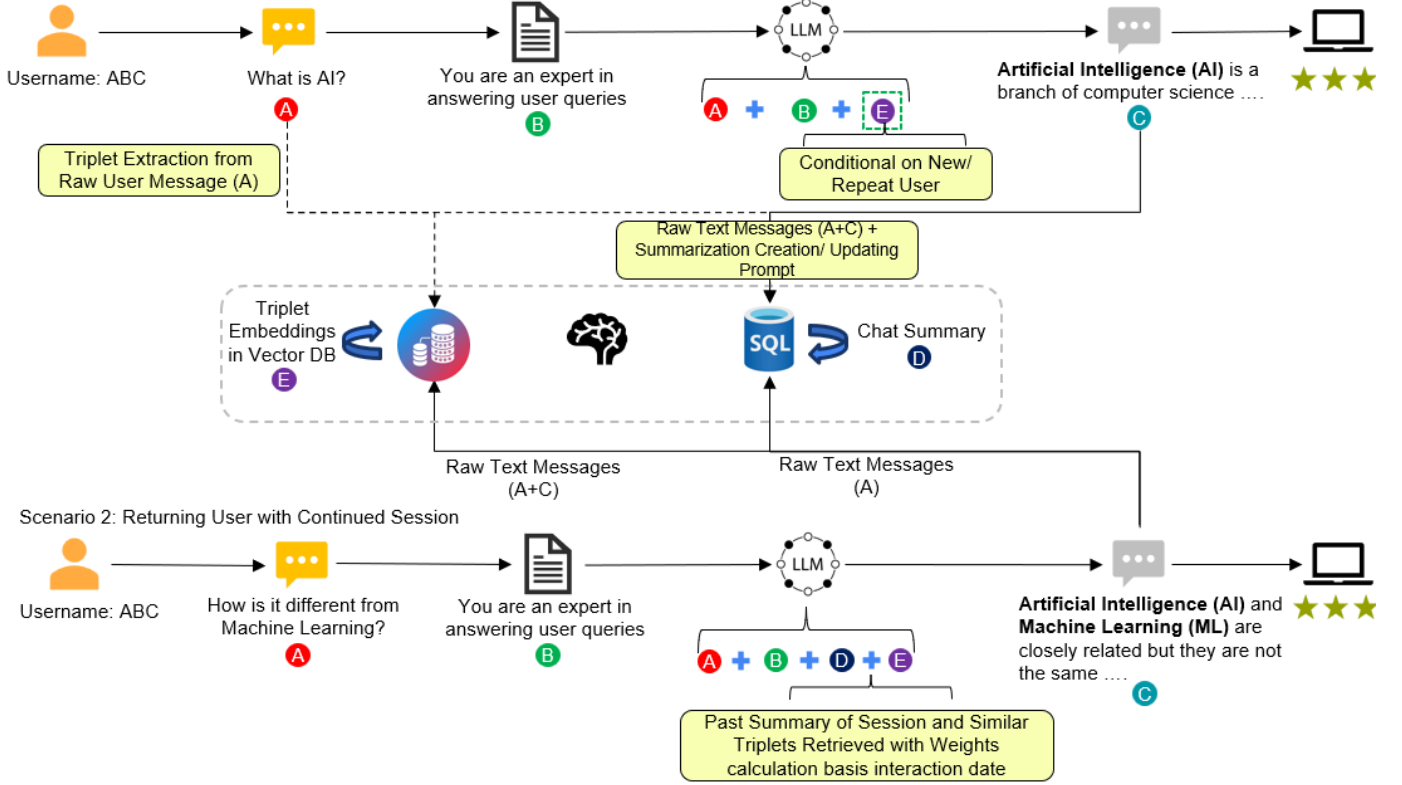 LLM
Username: ABC
What is AI?
You are an expert in
answering user queries
Artificial Intelligence (AI) is a
branch of computer science ….
A
B
A
B
E
C
Triplet Extraction from
Raw User Message (A)
Conditional on New/
Repeat User
Raw Text Messages (A+C) +
Summarization Creation/ Updating
Prompt
Triplet
Embeddings
in Vector DB
E
SQL
Chat Summary
D
Raw Text Messages
(A+C)
Raw Text Messages
(A)
Scenario 2: Returning User with Continued Session
LLM
Username: ABC
How is it different from
Machine Learning?
A
You are an expert in
answering user queries
B
A
B
D
E
Artificial Intelligence (AI) and
Machine Learning (ML) are
closely related but they are not
the same ….
C
Past Summary of Session and Similar
Triplets Retrieved with Weights
calculation basis interaction date